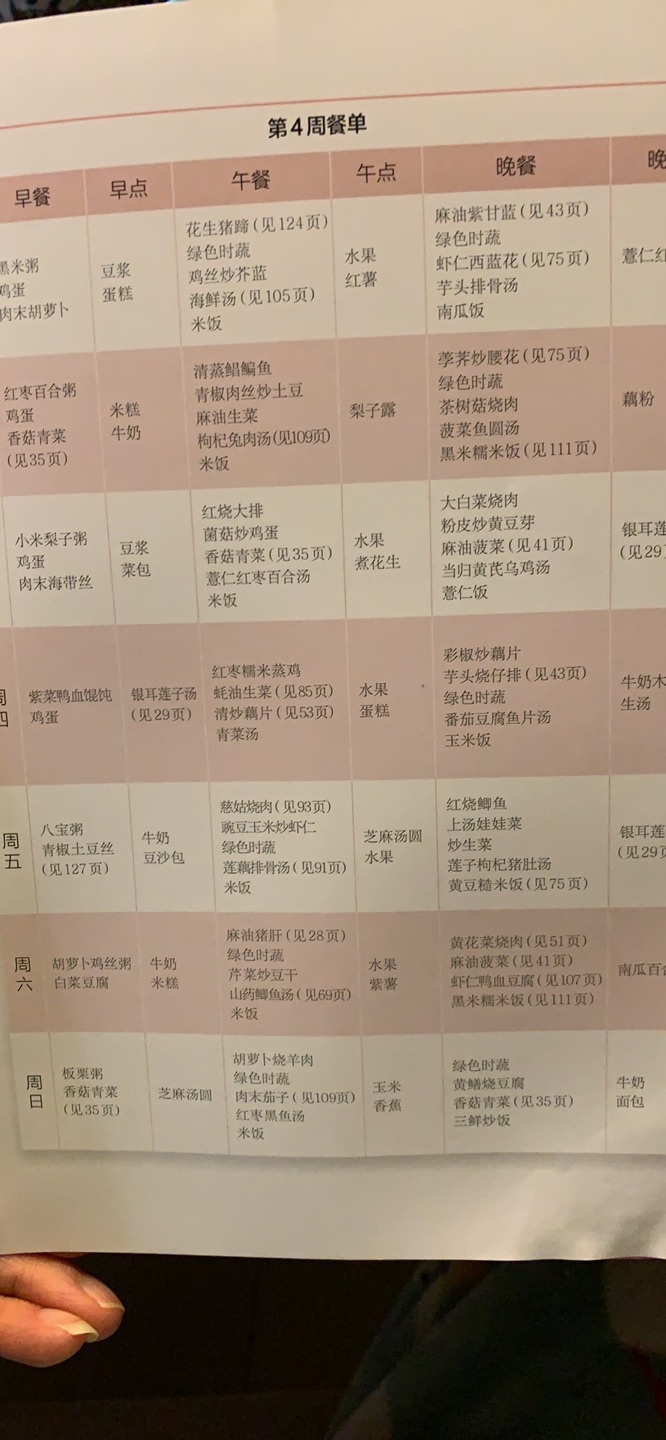 第4周餐单
早餐
早点
午餐
午点
晚餐
晚
黑米粥
鸡蛋
肉末胡萝卜
豆浆
蛋糕
花生猪蹄(见124页)
绿色时蔬
鸡丝炒芥蓝
海鲜汤(见105页)
米饭
水果
红薯
麻油紫甘蓝(见43页)
绿色时蔬
虾仁西蓝花(见75页)
芋头排骨汤
南瓜饭
薏仁红
红枣百合粥
鸡蛋
香菇青菜
(见35页)
米糕
牛奶
清蒸鲳鳊鱼
青椒肉丝炒土豆
麻油生菜
枸杞兔肉汤(见109页)
米饭
梨子露
荸荠炒腰花(见75页)
绿色时蔬
茶树菇烧肉
菠菜鱼圆汤
黑米糯米饭(见111页)
藕粉
小米梨子粥
鸡蛋
肉末海带丝
豆浆
菜包
红烧大排
菌菇炒鸡蛋
香菇青菜(见35页)
薏仁红枣百合汤
米饭
水果
煮花生
大白菜烧肉
粉皮炒黄豆芽
麻油菠菜(见41页)
当归黄芪乌鸡汤
薏仁饭
银耳莲
(见29
周
四
紫菜鸭血馄饨
鸡蛋
银耳莲子汤
(见29页)
红枣糯米蒸鸡
蚝油生菜(见85页)
清炒藕片(见53页)
青菜汤
水果
蛋糕
彩椒炒藕片
芋头烧仔排(见43页)
绿色时蔬
番茄豆腐鱼片汤
玉米饭
牛奶木
生汤
周
五
八宝粥
青椒土豆丝
(见127页)
牛奶
豆沙包
慈姑烧肉(见93页)
豌豆玉米炒虾仁
绿色时蔬
莲藕排骨汤(见91页)
米饭
芝麻汤圆
水果
红烧鲫鱼
上汤娃娃菜
炒生菜
莲子枸杞猪肚汤
黄豆糙米饭(见75页)
银耳莲
(见29页
周
六
胡萝卜鸡丝粥
白菜豆腐
牛奶
米糕
麻油猪肝(见28页)
绿色时蔬
芹菜炒豆干
山药鲫鱼汤(见69页)
米饭
水果
紫薯
黄花菜烧肉(见51页)
麻油菠菜(见41页)
虾仁鸭血豆腐(见107页)
黑米糯米饭(见111页)
南瓜百合
周
日
板栗粥
香菇青菜
(见35页)
芝麻汤圆
胡萝卜烧羊肉
绿色时蔬
肉末茄子(见109页)
红枣黑鱼汤
米饭
玉米
香蕉
绿色时蔬
黄鳝烧豆腐
香菇青菜(见35页)
三鲜炒饭
牛奶
面包